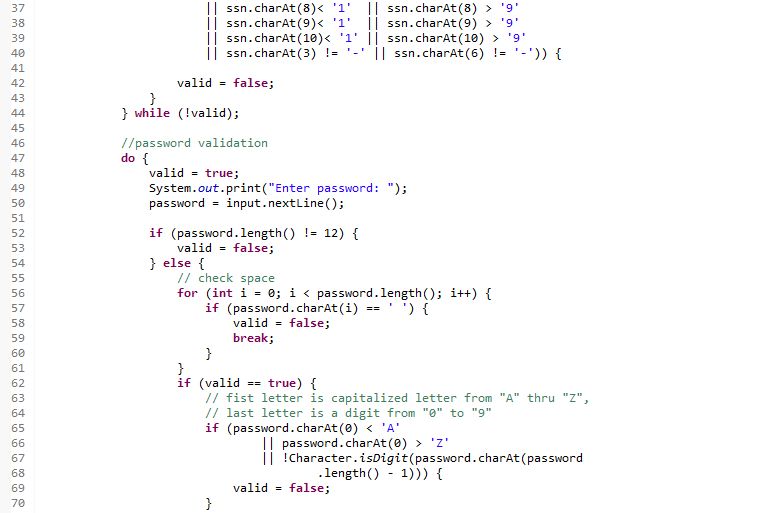 37                         || ssn.charAt(8)< '1'  || ssn.charAt(8) > '9'
38                         || ssn.charAt(9)< '1'  || ssn.charAt(9) > '9'
39                         || ssn.charAt(10)< '1' || ssn.charAt(10) > '9'
40                         || ssn.charAt(3) != '-' || ssn.charAt(6) != '-')) {
41
42                     valid = false;
43                 }
44             } while (!valid);
45
46             //password validation
47             do {
48                 valid = true;
49                 System.out.print("Enter password: ");
50                 password = input.nextLine();
51
52                 if (password.length() != 12) {
53                     valid = false;
54                 } else {
55                     // check space
56                     for (int i = 0; i < password.length(); i++) {
57                         if (password.charAt(i) == ' ') {
58                             valid = false;
59                             break;
60                         }
61                     }
62                     if (valid == true) {
63                         // fist letter is capitalized letter from "A" thru "Z",
64                         // last letter is a digit from "0" to "9"
65                         if (password.charAt(0) < 'A'
66                                 || password.charAt(0) > 'Z'
67                                 || !Character.isDigit(password.charAt(password
68                                         .length() - 1))) {
69                             valid = false;
70                         }